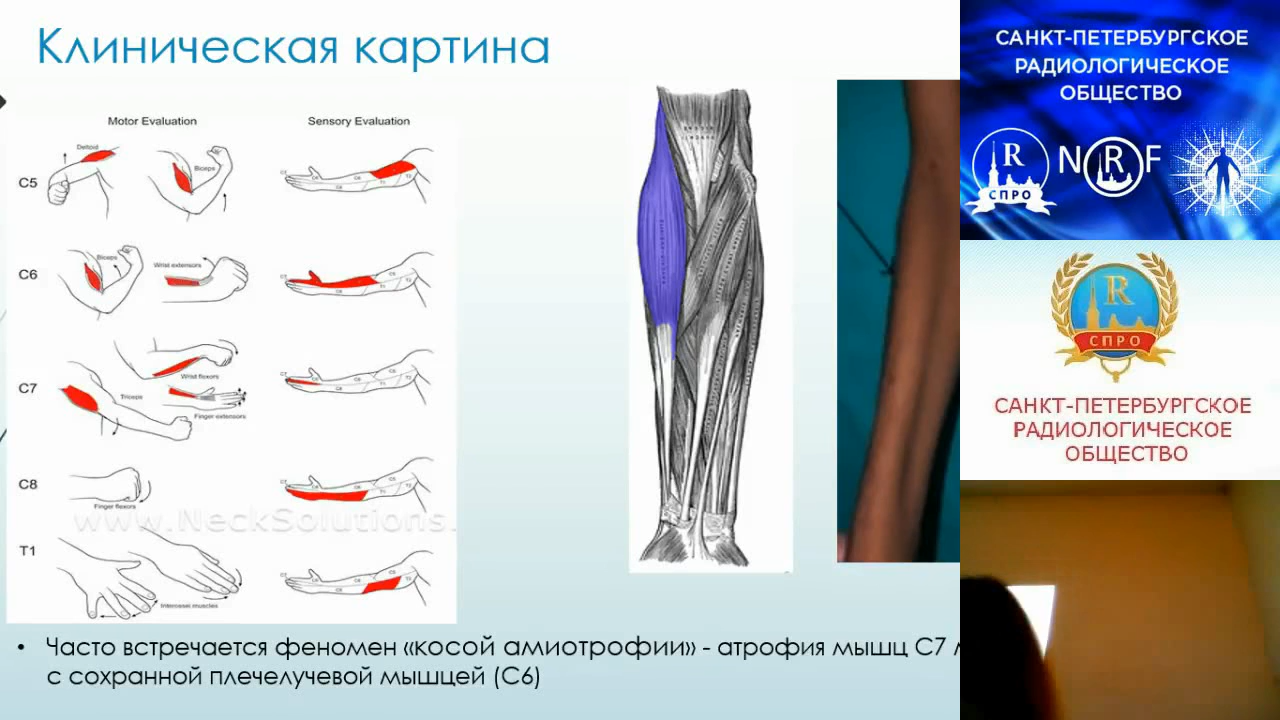 Клиническая картина
Motor Evaluation
Sensory Evaluation
C5
Deltoid
Biceps
C6
Biceps
Wrist extensors
C7
Wrist flexors
Triceps
Finger extensors
C8
Finger flexors
www.NeckSolutions.
T1
Interossei muscles
• Часто встречается феномен «косой амиотрофии» - атрофия мышц C7
с сохранной плечелучевой мышцей (C6)
САНКТ-ПЕТЕРБУРГСКОЕ
РАДИОЛОГИЧЕСКОЕ
ОБЩЕСТВО
R
СПРО
NRF
R
СПРО
САНКТ-ПЕТЕРБУРГСКОЕ
РАДИОЛОГИЧЕСКОЕ
ОБЩЕСТВО